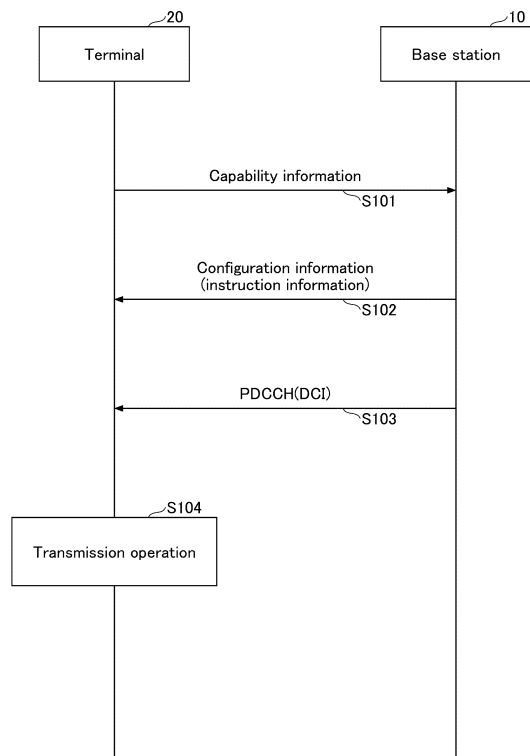 20
10
Terminal
Base station
Capability information
S101
Configuration information
(instruction information)
S102
PDCCH(DCI)
S103
S104
Transmission operation